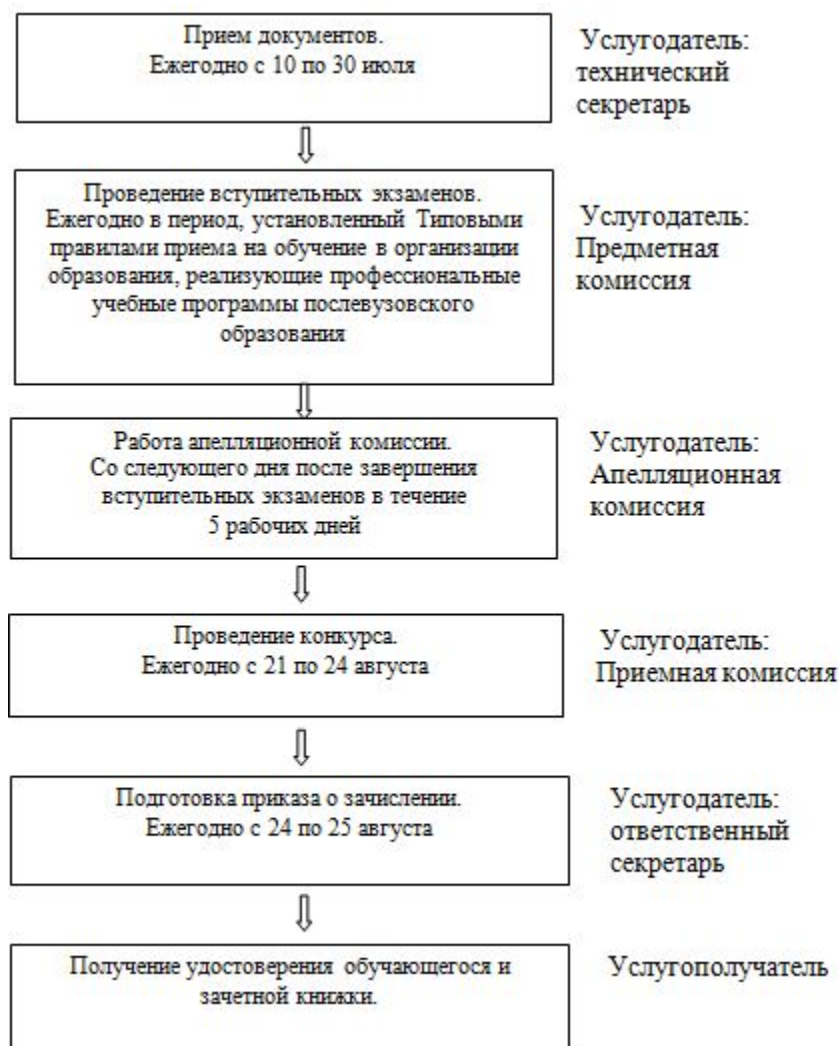 Прием документов.
Ежегодно с 10 по 30 июля
Услугодатель:
технический
секретарь
Проведение вступительных экзаменов.
Ежегодно в период, установленный Типовыми
правилами приема на обучение в организации
образования, реализующие профессиональные
учебные программы послевузовского
образования
Услугодатель:
Предметная
комиссия
Работа апелляционной комиссии.
Со следующего дня после завершения
вступительных экзаменов в течение
5 рабочих дней
Услугодатель:
Апелляционная
комиссия
Проведение конкурса.
Ежегодно с 21 по 24 августа
Услугодатель:
Приемная комиссия
Подготовка приказа о зачислении.
Ежегодно с 24 по 25 августа
Услугодатель:
ответственный
секретарь
Получение удостоверения обучающегося и
зачетной книжки.
Услугополучатель